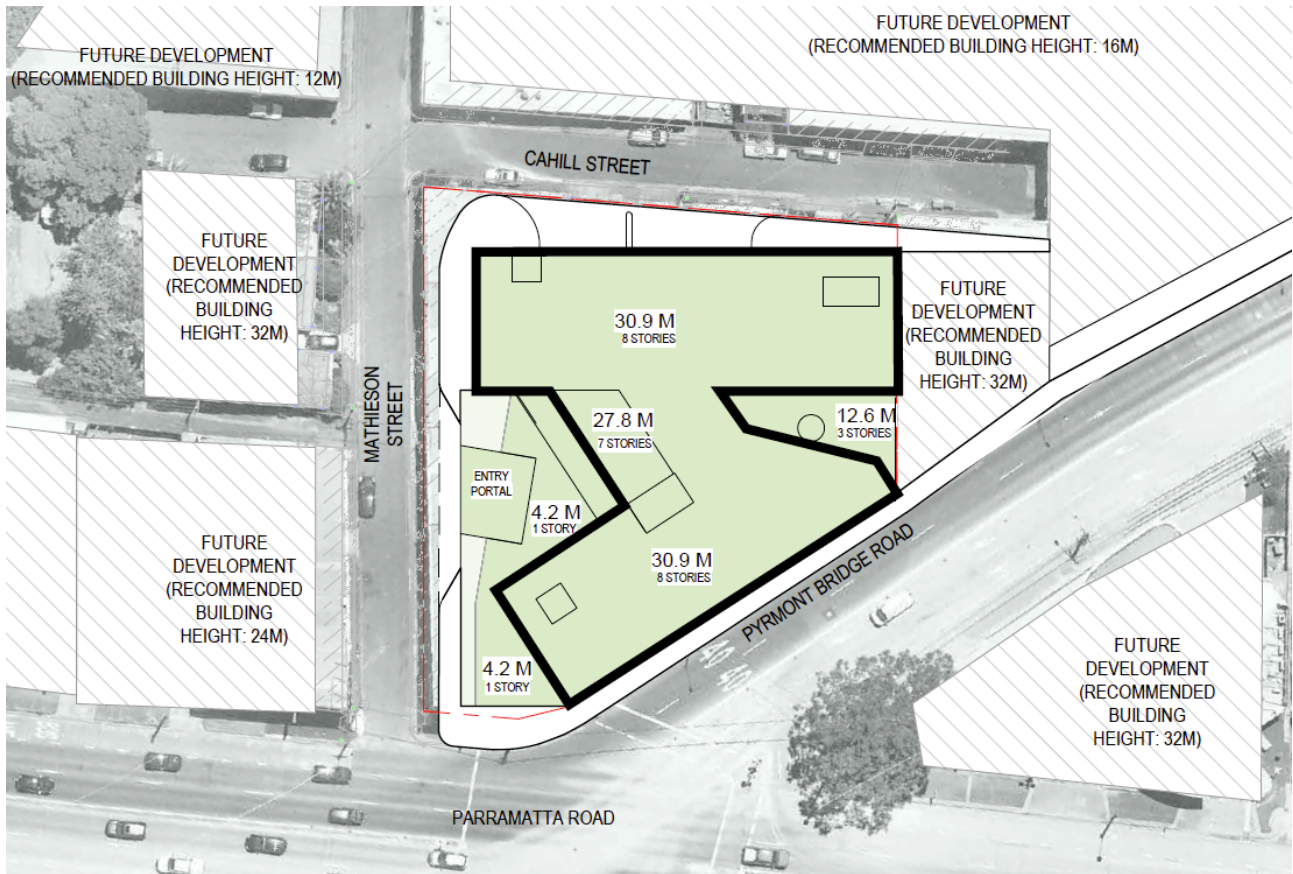 FUTURE DEVELOPMENT
(RECOMMENDED BUILDING HEIGHT: 12M)
FUTURE DEVELOPMENT
(RECOMMENDED BUILDING HEIGHT: 16M)
CAHILL STREET
FUTURE
DEVELOPMENT
(RECOMMENDED
BUILDING
HEIGHT: 32M)
30.9 M
8 STORIES
FUTURE
DEVELOPMENT
(RECOMMENDED
BUILDING
HEIGHT: 32M)
MATHIESON
STREET
27.8 M
7 STORIES
12.6 M
3 STORIES
ENTRY
PORTAL
4.2 M
1 STORY
FUTURE
DEVELOPMENT
(RECOMMENDED
BUILDING
HEIGHT: 24M)
30.9 M
8 STORIES
PYRMONT BRIDGE ROAD
4.2 M
1 STORY
FUTURE
DEVELOPMENT
(RECOMMENDED
BUILDING
HEIGHT: 32M)
PARRAMATTA ROAD